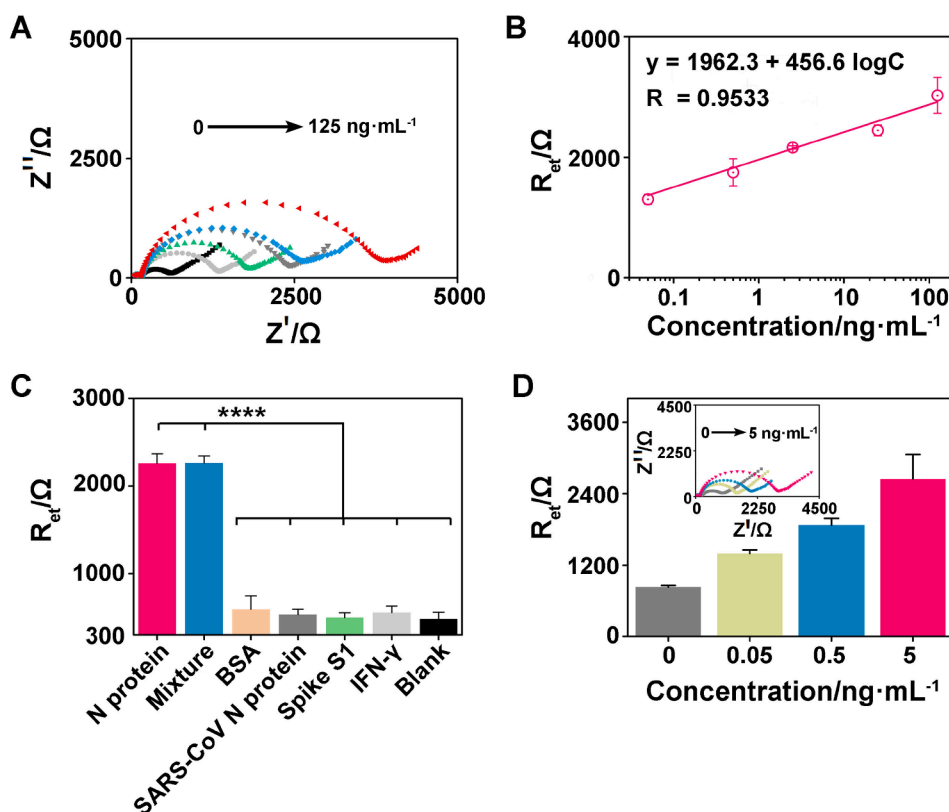 A
5000
2500
0
Z''/Ω
0 → 125 ng·mL⁻¹
0 2500 5000
Z'/Ω
B
4000
2000
0
R_et/Ω
y = 1962.3 + 456.6 logC
R = 0.9533
0.1 1 10 100
Concentration/ng·mL⁻¹
C
3000
2000
1000
300
R_et/Ω
****
N protein
Mixture
BSA
SARS-CoV N protein
Spike S1
IFN-γ
Blank
D
3600
2400
1200
0
R_et/Ω
4500
2250
0
Z''/Ω
0 → 5 ng·mL⁻¹
0 2250 4500
Z'/Ω
0 0.05 0.5 5
Concentration/ng·mL⁻¹